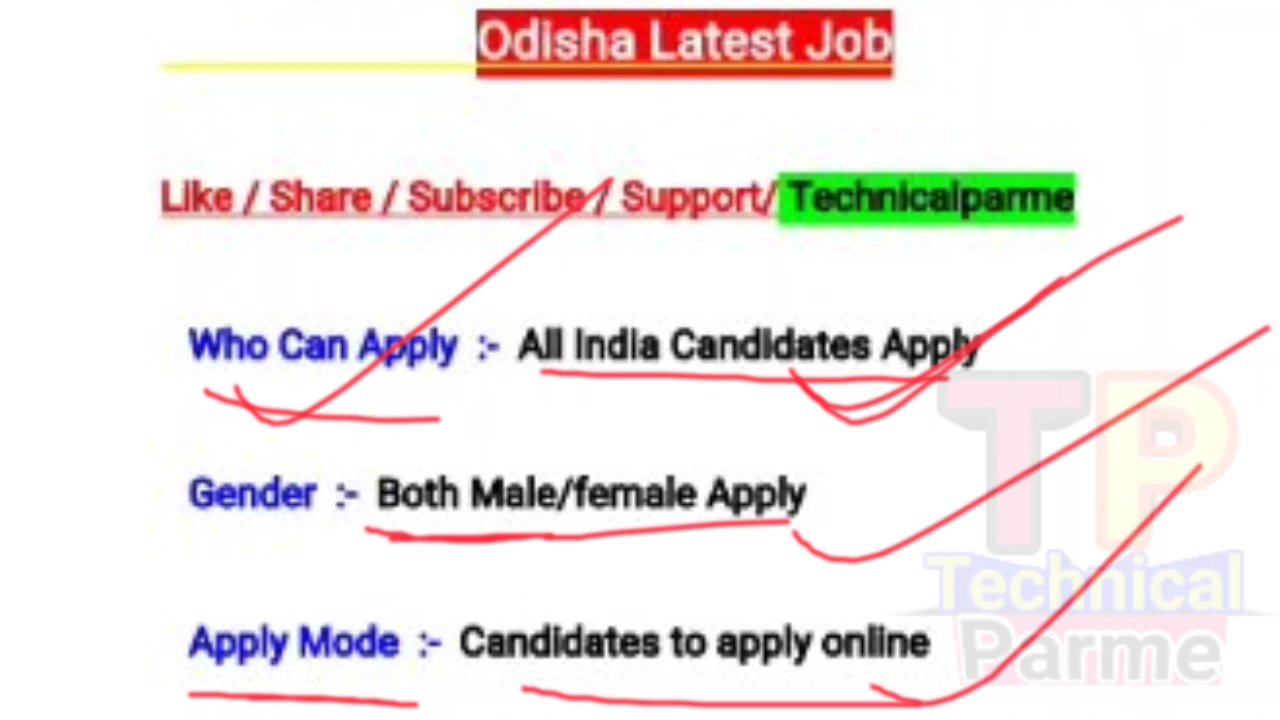 Odisha Latest Job
Like / Share / Subscribe / Support/ Technicalparme
Who Can Apply :- All India Candidates Apply
Gender :- Both Male/female Apply
Apply Mode :- Candidates to apply online
TP
Technical
Parme